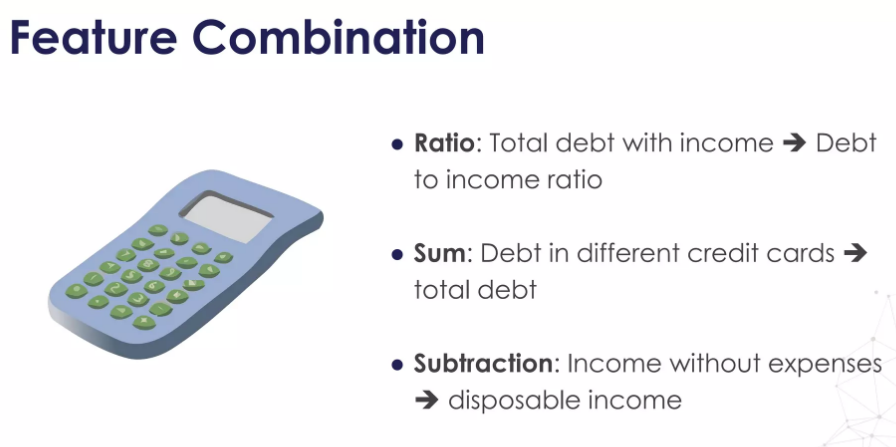 Feature Combination
● Ratio: Total debt with income ➔ Debt
to income ratio
● Sum: Debt in different credit cards ➔
total debt
● Subtraction: Income without expenses
➔ disposable income